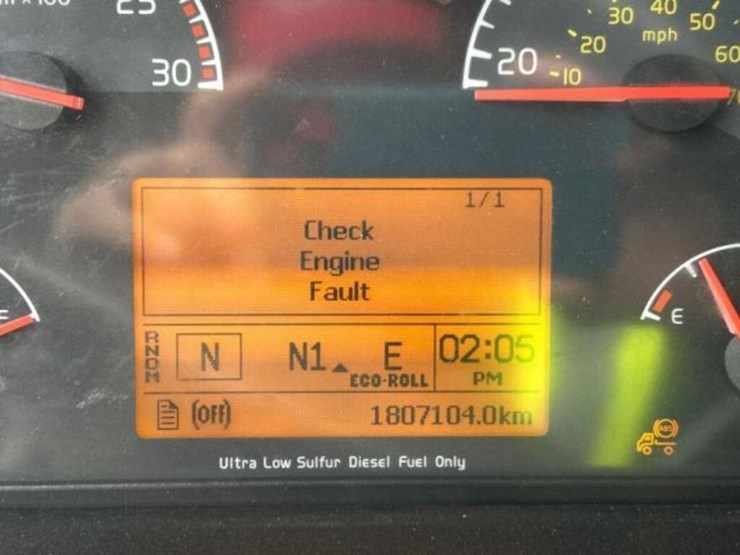 25
30
20
10
20
30
40
50
60
mph
1/1
Check
Engine
Fault
RNDM
N
N1 E
ECO-ROLL
02:05
PM
(OFF)
1807104.0km
E
ABS
Ultra Low Sulfur Diesel Fuel Only